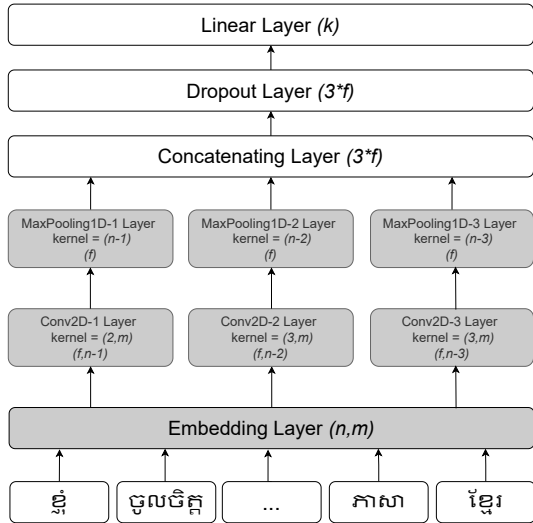 Linear Layer (k)
Dropout Layer (3*f)
Concatenating Layer (3*f)
MaxPooling1D-1 Layer
kernel = (n-1)
(f)
MaxPooling1D-2 Layer
kernel = (n-2)
(f)
MaxPooling1D-3 Layer
kernel = (n-3)
(f)
Conv2D-1 Layer
kernel = (2,m)
(f,n-1)
Conv2D-2 Layer
kernel = (3,m)
(f,n-2)
Conv2D-3 Layer
kernel = (3,m)
(f,n-3)
Embedding Layer (n,m)
ខ្ញុំ
ចូលចិត្ត
...
ភាសា
ខ្មែរ